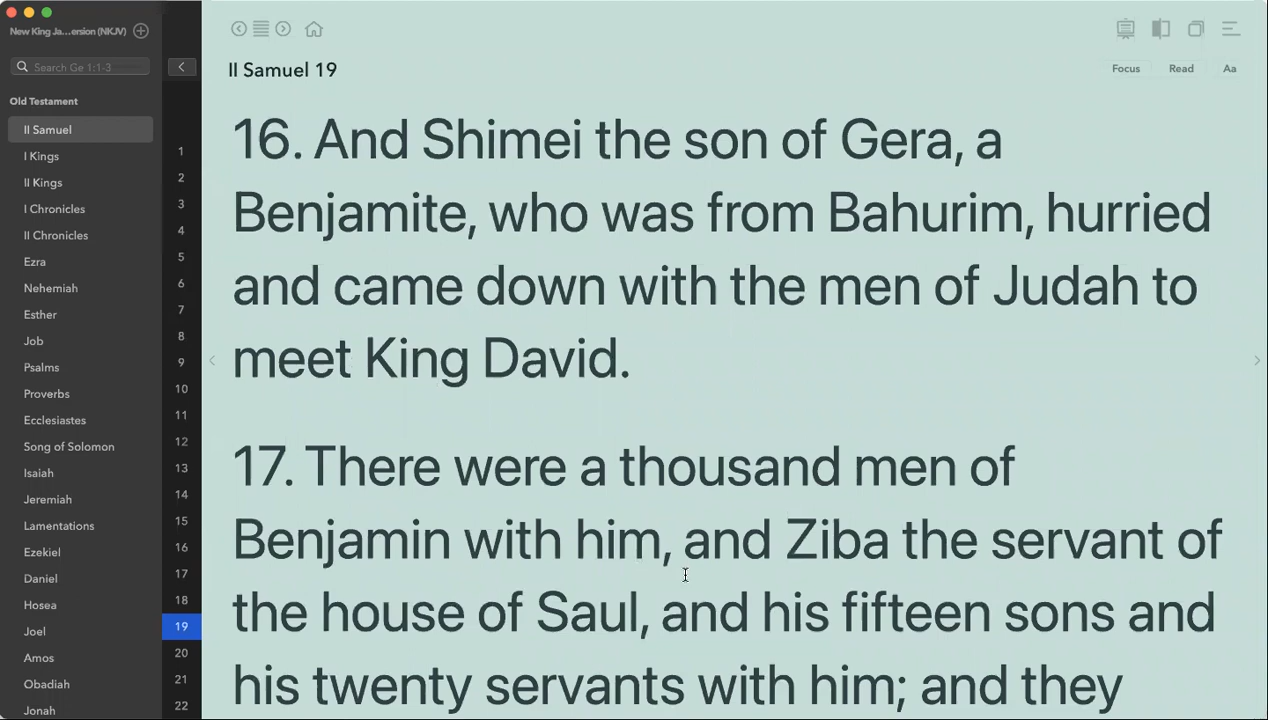 New King Ja...ersion (NKJV)
Search Ge 1:1-3
Old Testament
II Samuel
I Kings
II Kings
I Chronicles
II Chronicles
Ezra
Nehemiah
Esther
Job
Psalms
Proverbs
Ecclesiastes
Song of Solomon
Isaiah
Jeremiah
Lamentations
Ezekiel
Daniel
Hosea
Joel
Amos
Obadiah
Jonah
1
2
3
4
5
6
7
8
9
10
11
12
13
14
15
16
17
18
19
20
21
22
II Samuel 19
Focus Read Aa
16. And Shimei the son of Gera, a
Benjamite, who was from Bahurim, hurried
and came down with the men of Judah to
meet King David.
17. There were a thousand men of
Benjamin with him, and Ziba the servant of
the house of Saul, and his fifteen sons and
his twenty servants with him; and they